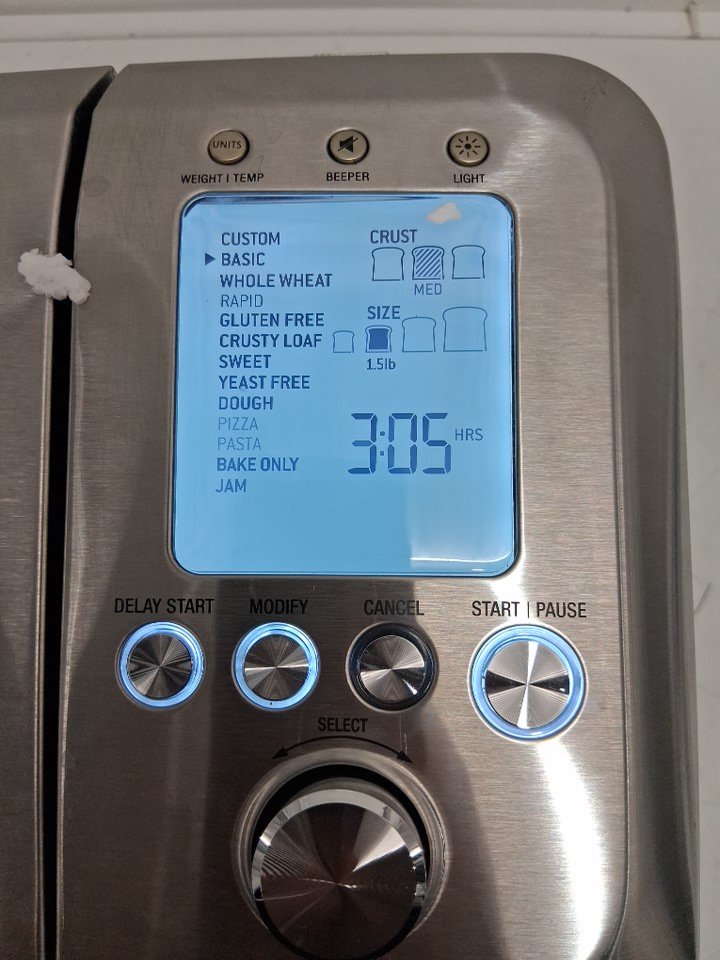 UNITS
WEIGHT | TEMP
BEEPER
LIGHT
CUSTOM
BASIC
WHOLE WHEAT
RAPID
GLUTEN FREE
CRUSTY LOAF
SWEET
YEAST FREE
DOUGH
PIZZA
PASTA
BAKE ONLY
JAM
CRUST
MED
SIZE
1.5lb
3:05 HRS
DELAY START
MODIFY
CANCEL
START | PAUSE
SELECT